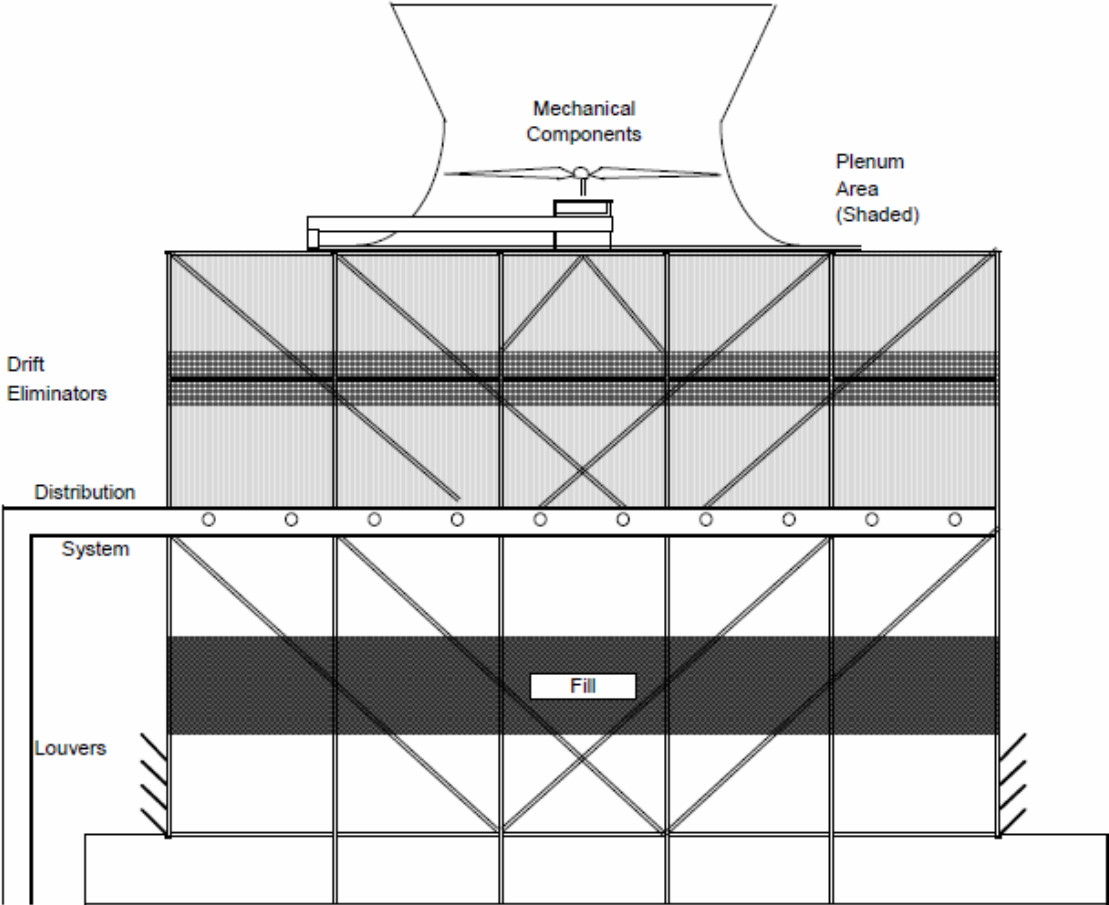 Mechanical
Components
Plenum
Area
(Shaded)
Drift
Eliminators
Distribution
System
Fill
Louvers